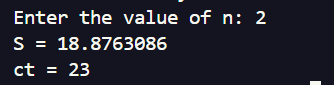 Enter the value of n: 2
S = 18.8763086
ct = 23